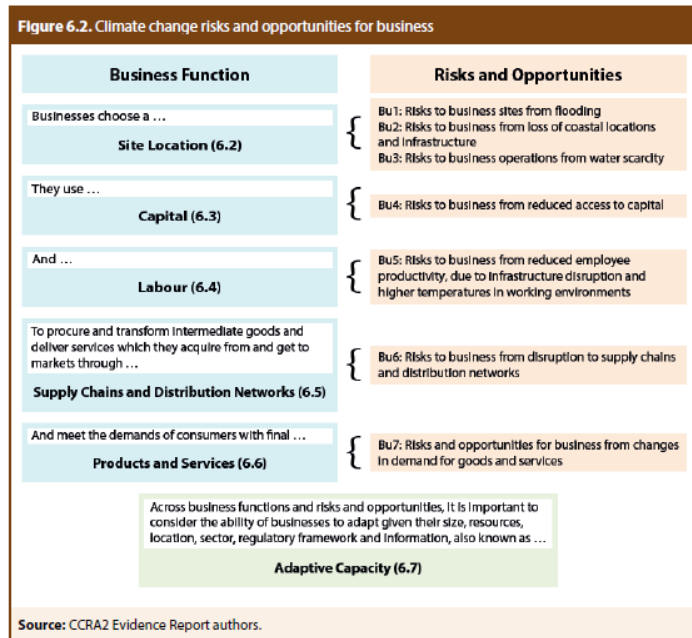 Figure 6.2. Climate change risks and opportunities for business
Business Function
Risks and Opportunities
Businesses choose a …
Site Location (6.2)
Bu1: Risks to business sites from flooding
Bu2: Risks to business from loss of coastal locations
and infrastructure
Bu3: Risks to business operations from water scarcity
They use …
Capital (6.3)
Bu4: Risks to business from reduced access to capital
And …
Labour (6.4)
Bu5: Risks to business from reduced employee
productivity, due to infrastructure disruption and
higher temperatures in working environments
To procure and transform intermediate goods and
deliver services which they acquire from and get to
markets through …
Supply Chains and Distribution Networks (6.5)
Bu6: Risks to business from disruption to supply chains
and distribution networks
And meet the demands of consumers with final …
Products and Services (6.6)
Bu7: Risks and opportunities for business from changes
in demand for goods and services
Across business functions and risks and opportunities, it is important to
consider the ability of businesses to adapt given their size, resources,
location, sector, regulatory framework and information, also known as …
Adaptive Capacity (6.7)
Source: CCRA2 Evidence Report authors.